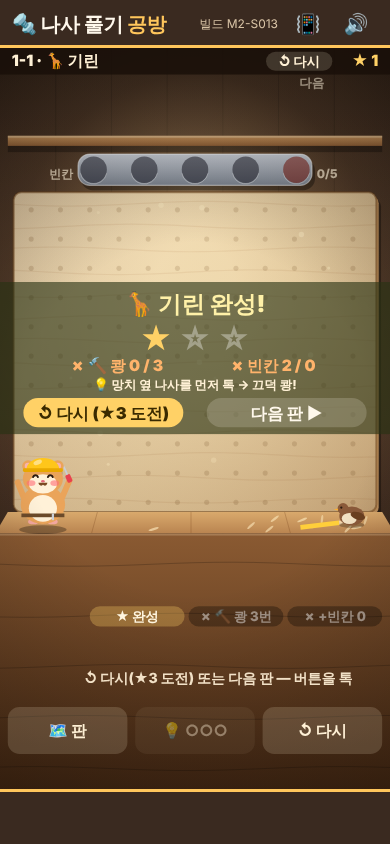 🔩 나사 풀기 공방 빌드 M2-S013 📳 🔊
1-1 · 🦒 기린 ↺ 다시 ★ 1
다음
빈칸 0/5
🦒 기린 완성!
★ ☆ ☆
× 🔨 쾅 0 / 3 × 빈칸 2 / 0
💡 망치 옆 나사를 먼저 톡 → 끄덕 쾅!
↺ 다시 (★3 도전) 다음 판 ▶
★ 완성 × 🔨 쾅 3번 × +빈칸 0
↺ 다시(★3 도전) 또는 다음 판 — 버튼을 톡
🗺️ 판 💡 ○○○ ↺ 다시